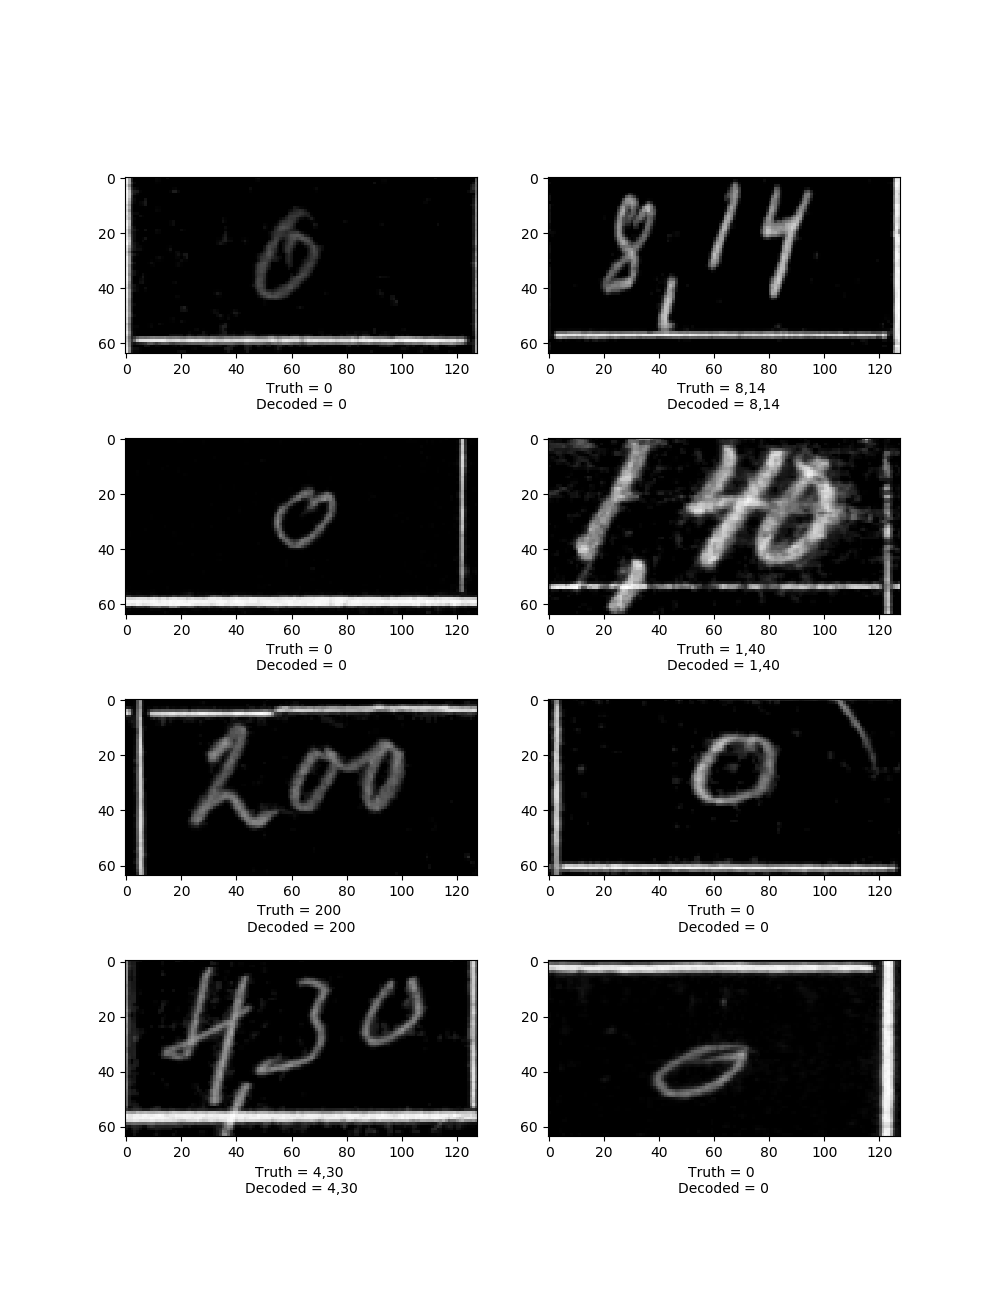 0
20
40
60
0 20 40 60 80 100 120
0
Truth = 0
Decoded = 0
0
20
40
60
0 20 40 60 80 100 120
8,14
Truth = 8,14
Decoded = 8,14
0
20
40
60
0 20 40 60 80 100 120
0
Truth = 0
Decoded = 0
0
20
40
60
0 20 40 60 80 100 120
1,40
Truth = 1,40
Decoded = 1,40
0
20
40
60
0 20 40 60 80 100 120
200
Truth = 200
Decoded = 200
0
20
40
60
0 20 40 60 80 100 120
0
Truth = 0
Decoded = 0
0
20
40
60
0 20 40 60 80 100 120
4,30
Truth = 4,30
Decoded = 4,30
0
20
40
60
0 20 40 60 80 100 120
0
Truth = 0
Decoded = 0